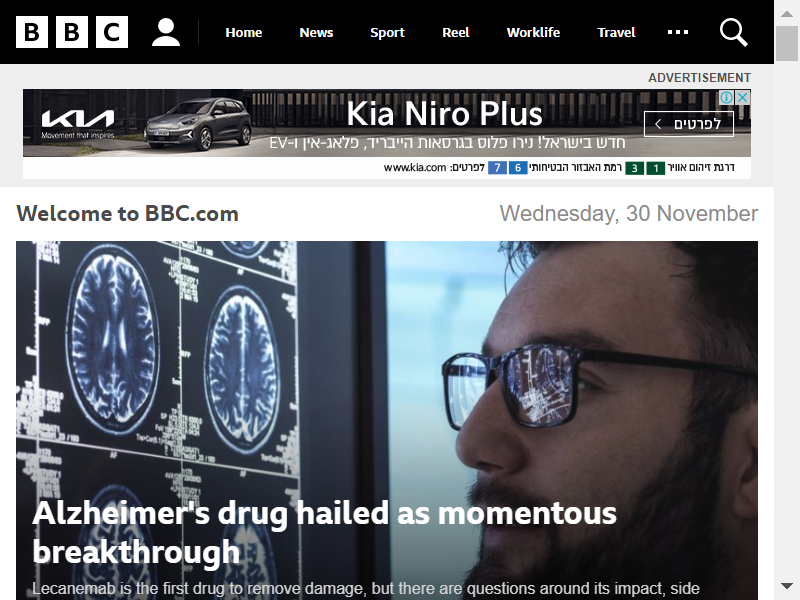 BBC
Home
News
Sport
Reel
Worklife
Travel
ADVERTISEMENT
KIA
Movement that inspires
Kia Niro Plus
חדש בישראל! נירו פלוס בגרסאות הייבריד, פלאג-אין ו-EV
לפרטים
דרגת זיהום אוויר 1 3 רמת האבזור הבטיחותי 6 7 לפרטים: www.kia.com
Welcome to BBC.com
Wednesday, 30 November
Alzheimer's drug hailed as momentous
breakthrough
Lecanemab is the first drug to remove damage, but there are questions around its impact, side